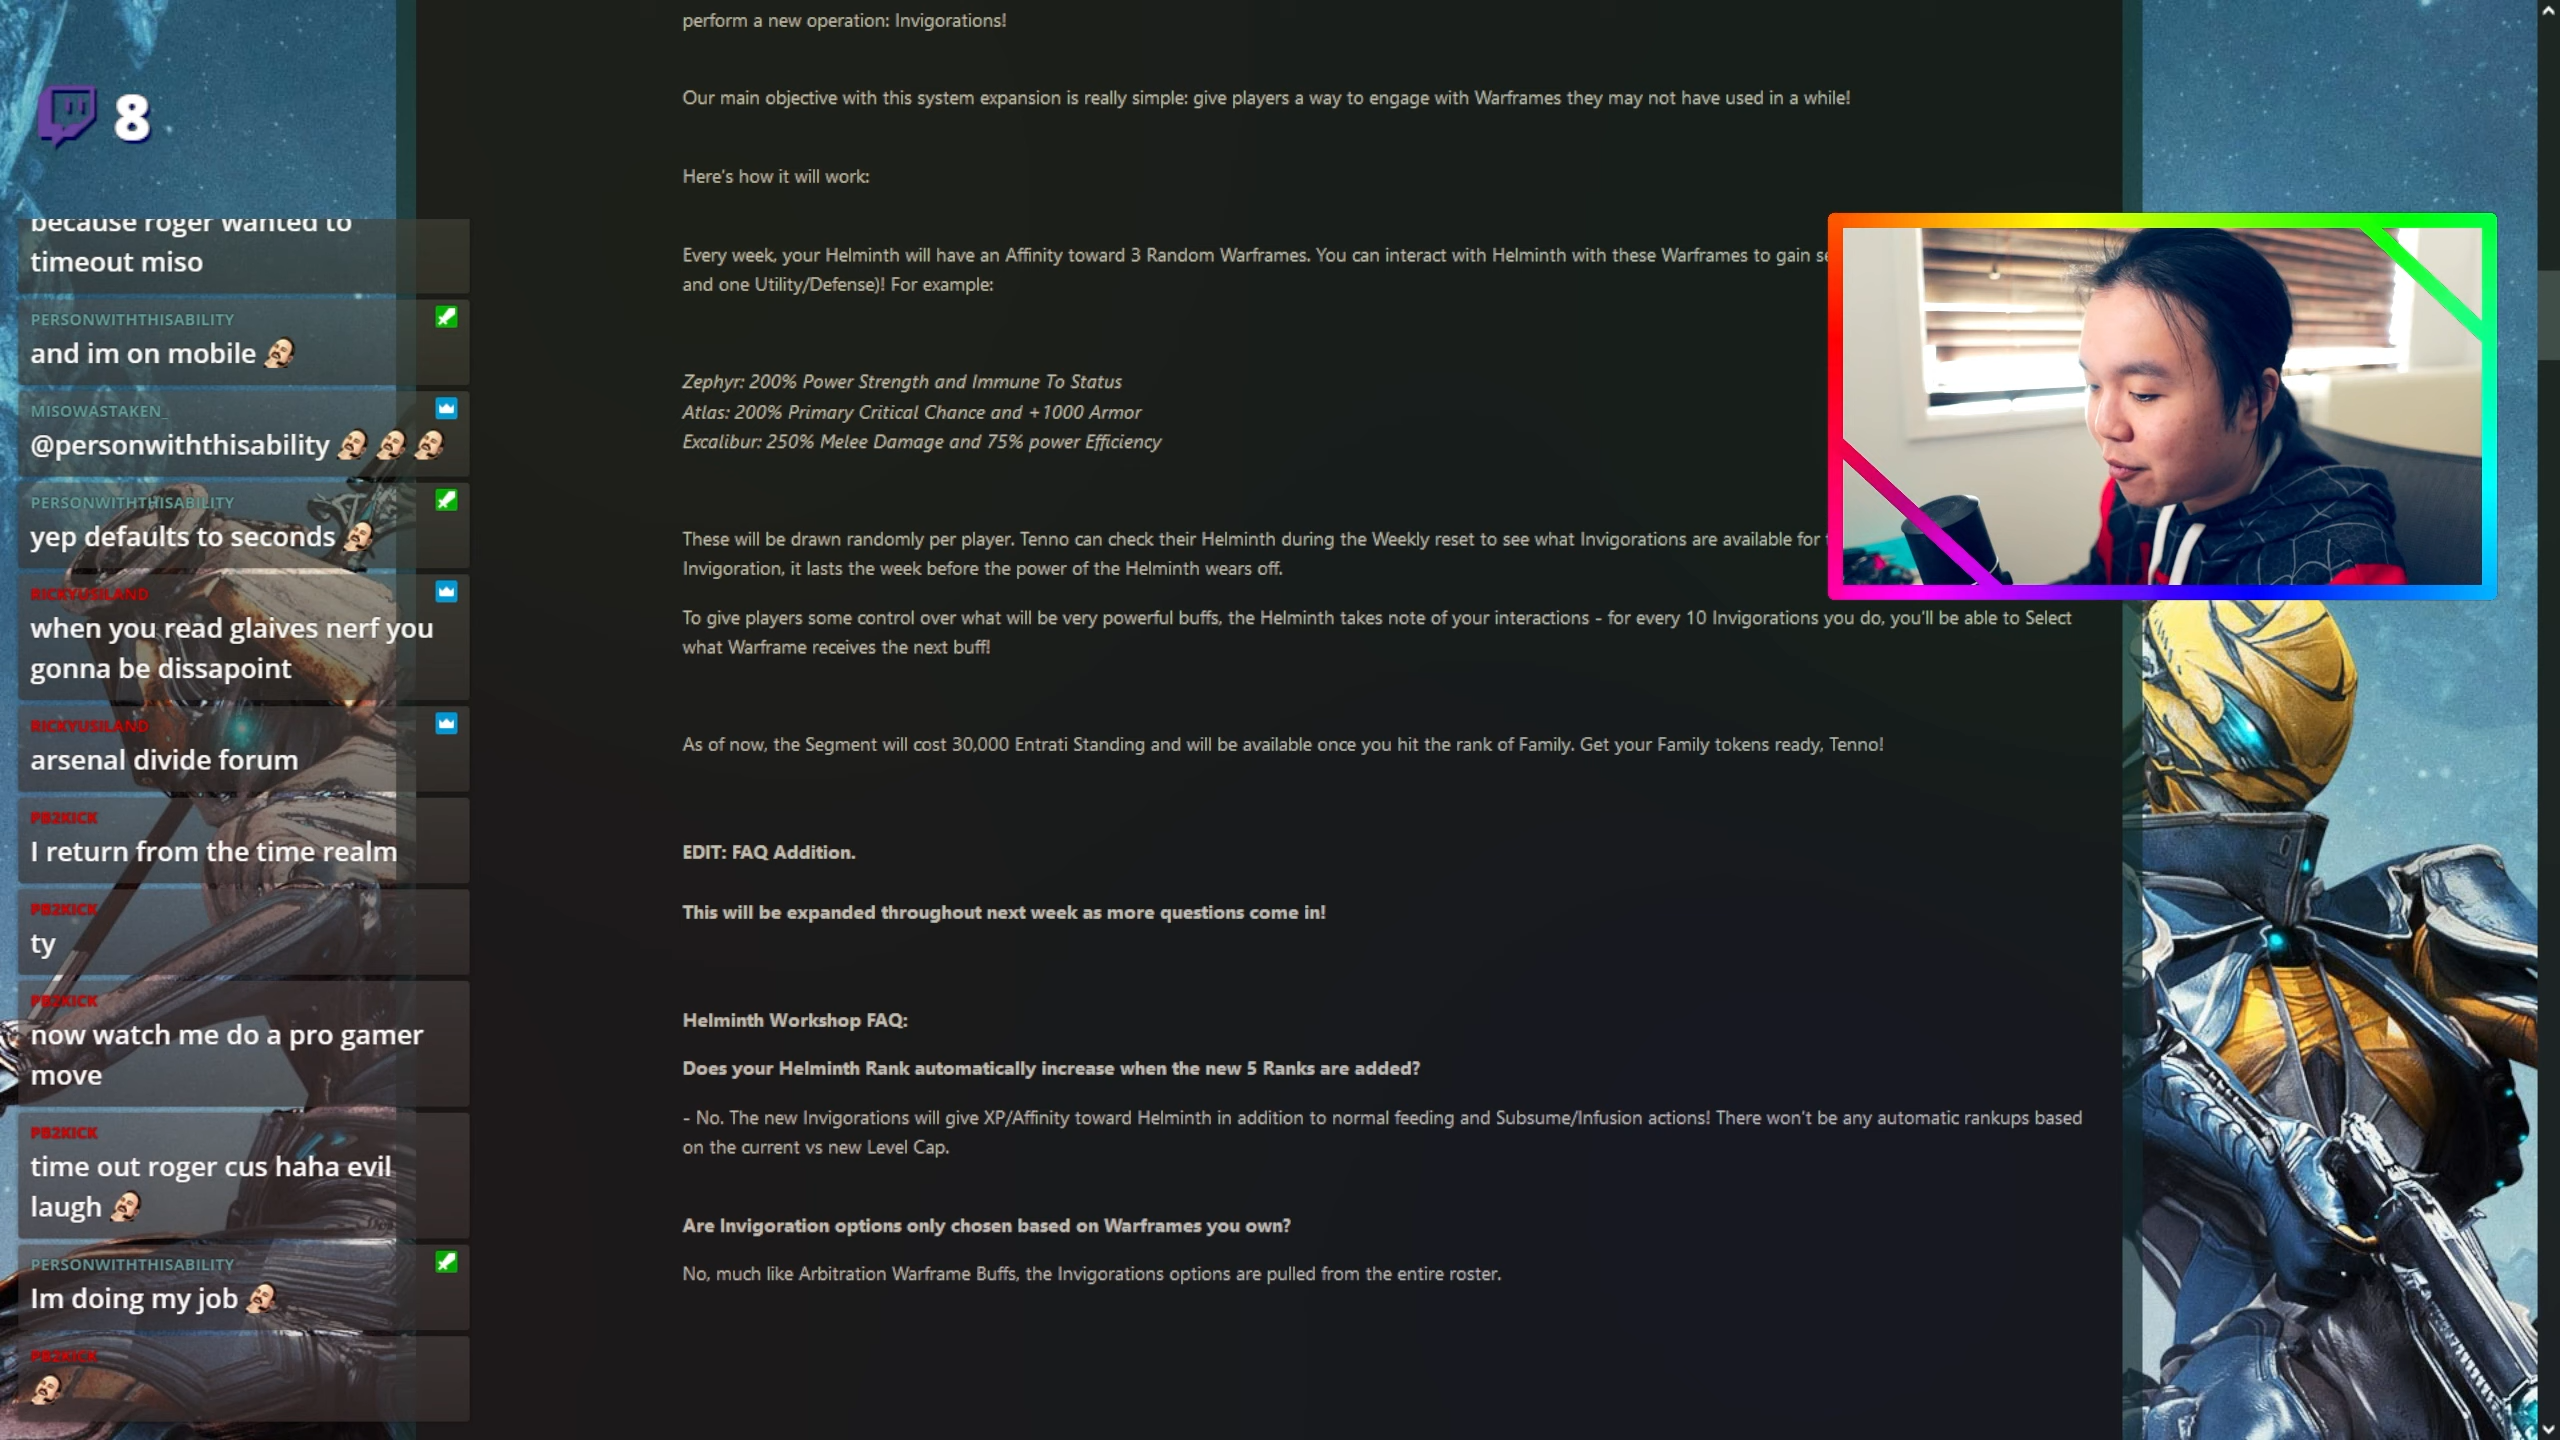 8
because roger wanted to
timeout miso
PERSONWITHTHISABILITY
and im on mobile
MISOWASTAKEN_
@personwiththisability
PERSONWITHTHISABILITY
yep defaults to seconds
RICKYUSILAND
when you read glaives nerf you
gonna be dissapoint
RICKYUSILAND
arsenal divide forum
PB2KICK
I return from the time realm
PB2KICK
ty
PB2KICK
now watch me do a pro gamer
move
PB2KICK
time out roger cus haha evil
laugh
PERSONWITHTHISABILITY
Im doing my job
PB2KICK
perform a new operation: Invigorations!
Our main objective with this system expansion is really simple: give players a way to engage with Warframes they may not have used in a while!
Here's how it will work:
Every week, your Helminth will have an Affinity toward 3 Random Warframes. You can interact with Helminth with these Warframes to gain
and one Utility/Defense)! For example:
Zephyr: 200% Power Strength and Immune To Status
Atlas: 200% Primary Critical Chance and +1000 Armor
Excalibur: 250% Melee Damage and 75% power Efficiency
These will be drawn randomly per player. Tenno can check their Helminth during the Weekly reset to see what Invigorations are available for
Invigoration, it lasts the week before the power of the Helminth wears off.
To give players some control over what will be very powerful buffs, the Helminth takes note of your interactions - for every 10 Invigorations you do, you'll be able to Select
what Warframe receives the next buff!
As of now, the Segment will cost 30,000 Entrati Standing and will be available once you hit the rank of Family. Get your Family tokens ready, Tenno!
EDIT: FAQ Addition.
This will be expanded throughout next week as more questions come in!
Helminth Workshop FAQ:
Does your Helminth Rank automatically increase when the new 5 Ranks are added?
- No. The new Invigorations will give XP/Affinity toward Helminth in addition to normal feeding and Subsume/Infusion actions! There won't be any automatic rankups based
on the current vs new Level Cap.
Are Invigoration options only chosen based on Warframes you own?
No, much like Arbitration Warframe Buffs, the Invigorations options are pulled from the entire roster.